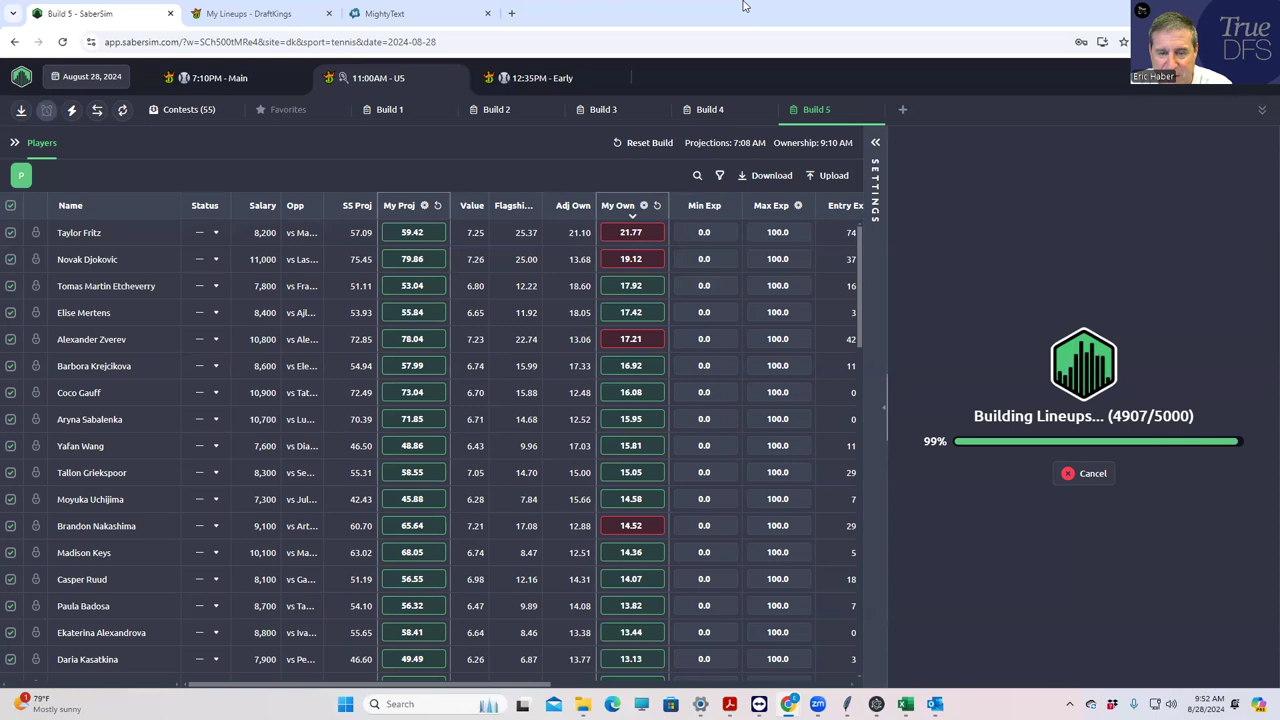 Build 5 - SaberSim
My Lineups - DraftKings
MightyText
app.sabersim.com/?w=SCh500tMRe4&site=dk&sport=tennis&date=2024-08-28
True
DFS
Eric Haber
August 28, 2024
7:10PM - Main
11:00AM - US
12:35PM - Early
Contests (55)
Favorites
Build 1
Build 2
Build 3
Build 4
Build 5
Players
Reset Build
Projections: 7:08 AM
Ownership: 9:10 AM
SETTINGS
P
Download
Upload
Name Status Salary Opp SS Proj My Proj Value Flagshi... Adj Own My Own Min Exp Max Exp Entry Ex
Taylor Fritz — 8,200 vs Ma... 57.09 59.42 7.25 25.37 21.10 21.77 0.0 100.0 74
Novak Djokovic — 11,000 vs Las... 75.45 79.86 7.26 25.00 13.68 19.12 0.0 100.0 37
Tomas Martin Etcheverry — 7,800 vs Fra... 51.11 53.04 6.80 12.22 18.60 17.92 0.0 100.0 16
Elise Mertens — 8,400 vs Ajl... 53.93 55.84 6.65 11.92 18.05 17.42 0.0 100.0 3
Alexander Zverev — 10,800 vs Ale... 72.85 78.04 7.23 22.74 13.06 17.21 0.0 100.0 42
Barbora Krejcikova — 8,600 vs Ele... 54.94 57.99 6.74 15.99 17.33 16.92 0.0 100.0 11
Coco Gauff — 10,900 vs Tat... 72.49 73.04 6.70 15.88 12.48 16.08 0.0 100.0 0
Aryna Sabalenka — 10,700 vs Lu... 70.39 71.85 6.71 14.68 12.52 15.95 0.0 100.0 0
Yafan Wang — 7,600 vs Dia... 46.50 48.86 6.43 9.96 17.03 15.81 0.0 100.0 11
Tallon Griekspoor — 8,300 vs Se... 55.31 58.55 7.05 14.70 15.00 15.05 0.0 100.0 29
Moyuka Uchijima — 7,300 vs Jul... 42.43 45.88 6.28 7.84 15.66 14.58 0.0 100.0 7
Brandon Nakashima — 9,100 vs Art... 60.70 65.64 7.21 17.08 12.88 14.52 0.0 100.0 29
Madison Keys — 10,100 vs Ma... 63.02 68.05 6.74 8.47 12.51 14.36 0.0 100.0 5
Casper Ruud — 8,100 vs Ga... 51.19 56.55 6.98 12.16 14.31 14.07 0.0 100.0 18
Paula Badosa — 8,700 vs Ta... 54.10 56.32 6.47 9.89 14.08 13.82 0.0 100.0 7
Ekaterina Alexandrova — 8,800 vs Iva... 55.65 58.41 6.64 8.46 13.38 13.44 0.0 100.0 0
Daria Kasatkina — 7,900 vs Pe... 46.60 49.49 6.26 6.87 13.77 13.13 0.0 100.0 3
Building Lineups... (4907/5000)
99%
Cancel
79°F
Mostly sunny
Search
9:52 AM
8/28/2024